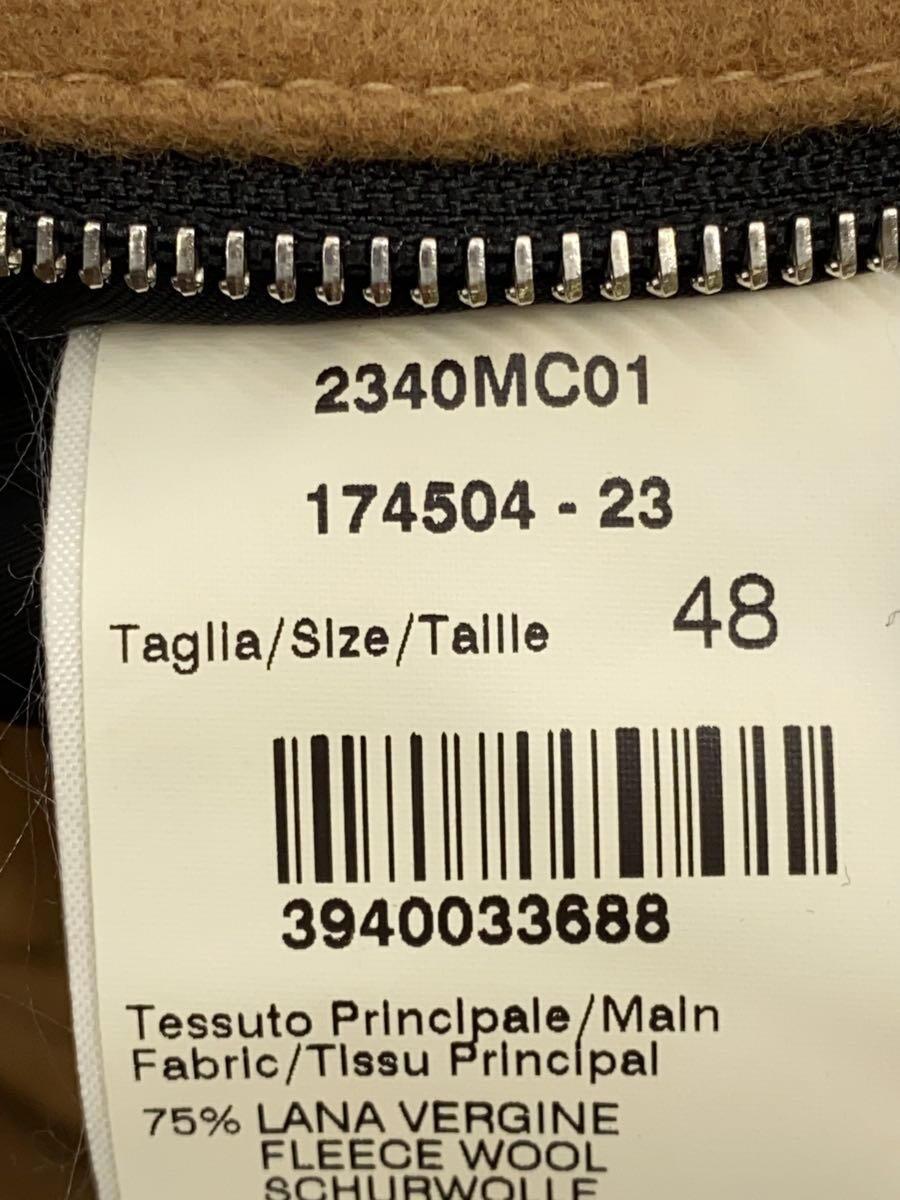 2340MC01
174504 - 23
Taglia/Size/Taille 48
3940033688
Tessuto Principale/Main
Fabric/Tissu Principal
75% LANA VERGINE
FLEECE WOOL
SCHURWOLLE